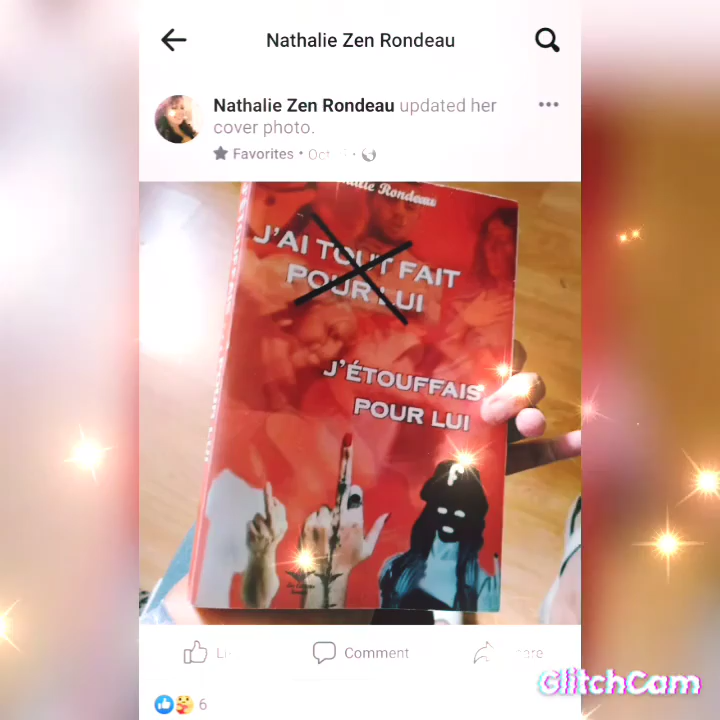 Nathalie Zen Rondeau
Nathalie Zen Rondeau updated her
cover photo.
Favorites • Oct
Rondeau
J'AI TOUT FAIT
POUR LUI
J'ÉTOUFFAIS
POUR LUI
Comment
GlitchCam
6